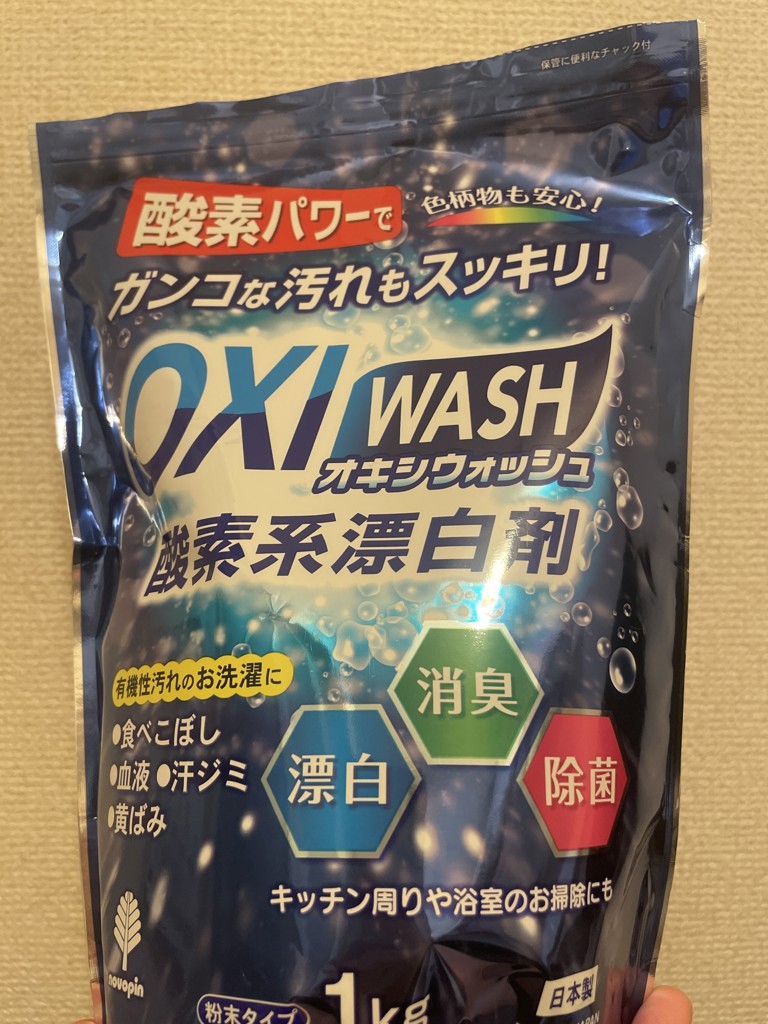 保管に便利なチャック付
酸素パワーで
色柄物も安心!
ガンコな汚れもスッキリ!
OXI WASH
オキシウォッシュ
酸素系漂白剤
有機性汚れのお洗濯に
●食べこぼし
●血液 ●汗ジミ
●黄ばみ
消臭
漂白
除菌
キッチン周りや浴室のお掃除にも
novopin
粉末タイプ
1kg
日本製
JAPAN